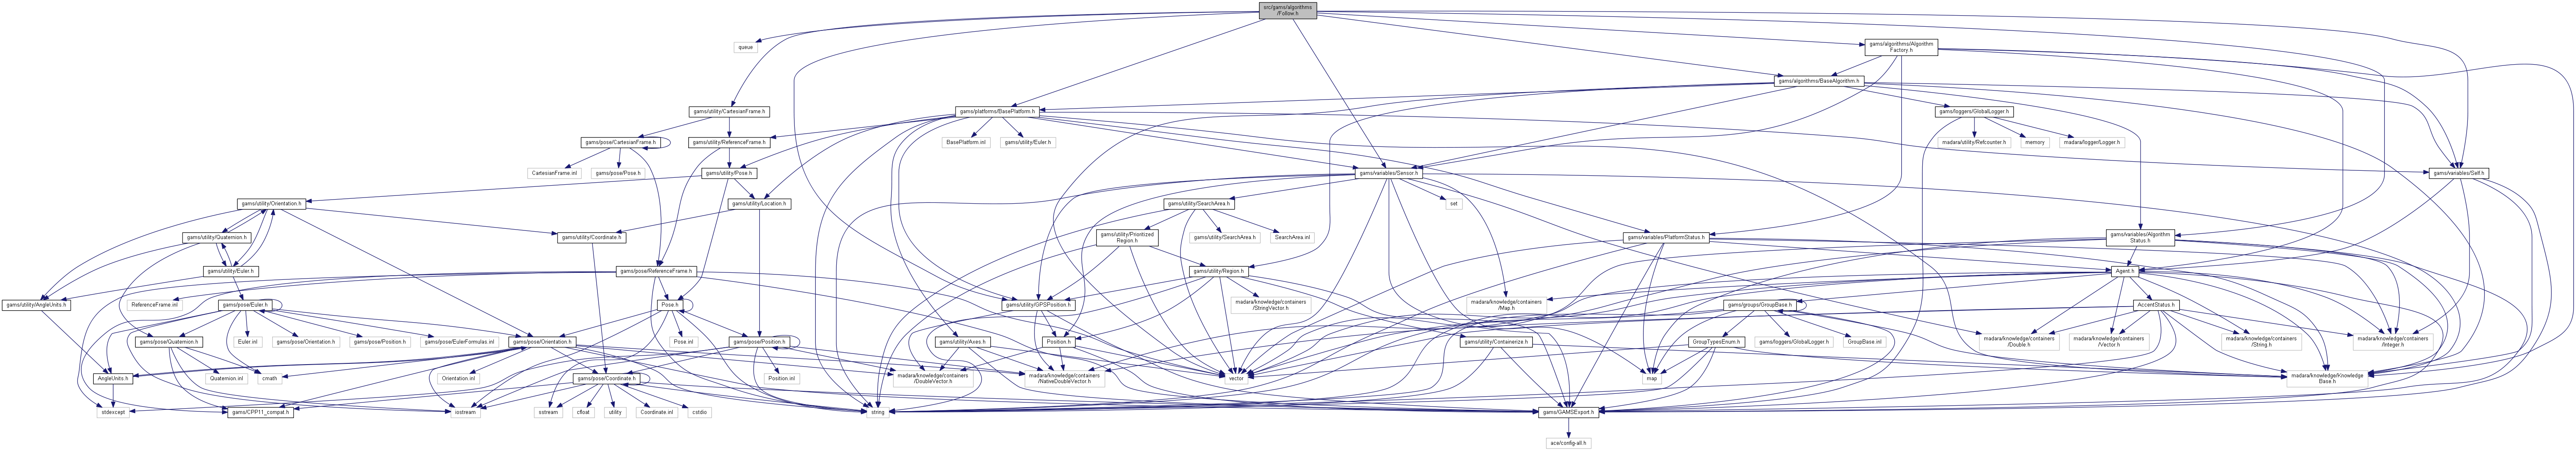 src/gams/algorithms
/Follow.h
queue
gams/algorithms/Algorithm
Factory.h
gams/algorithms/BaseAlgorithm.h
gams/utility/CartesianFrame.h
gams/platforms/BasePlatform.h
gams/loggers/GlobalLogger.h
gams/pose/CartesianFrame.h
gams/utility/ReferenceFrame.h
BasePlatform.inl
gams/utility/Euler.h
madara/utility/Refcounter.h
memory
madara/logger/Logger.h
CartesianFrame.inl
gams/pose/Pose.h
gams/utility/Pose.h
gams/variables/Sensor.h
gams/variables/Self.h
gams/utility/Orientation.h
gams/utility/Location.h
gams/utility/SearchArea.h
set
gams/utility/Quaternion.h
gams/utility/Coordinate.h
gams/utility/Prioritized
Region.h
gams/utility/SearchArea.h
SearchArea.inl
gams/variables/PlatformStatus.h
gams/variables/Algorithm
Status.h
gams/utility/Euler.h
gams/pose/ReferenceFrame.h
gams/utility/Region.h
Agent.h
gams/utility/AngleUnits.h
ReferenceFrame.inl
gams/pose/Euler.h
Pose.h
gams/utility/GPSPosition.h
madara/knowledge/containers
/StringVector.h
madara/knowledge/containers
/Map.h
gams/groups/GroupBase.h
AccentStatus.h
gams/pose/Quaternion.h
Euler.inl
gams/pose/Orientation.h
gams/pose/Position.h
gams/pose/EulerFormulas.inl
gams/pose/Orientation.h
Pose.inl
gams/pose/Position.h
gams/utility/Axes.h
Position.h
gams/utility/Containerize.h
GroupTypesEnum.h
gams/loggers/GlobalLogger.h
GroupBase.inl
madara/knowledge/containers
/Double.h
madara/knowledge/containers
/Vector.h
madara/knowledge/containers
/String.h
madara/knowledge/containers
/Integer.h
AngleUnits.h
Quaternion.inl
cmath
Orientation.inl
gams/pose/Coordinate.h
Position.inl
madara/knowledge/containers
/DoubleVector.h
madara/knowledge/containers
/NativeDoubleVector.h
vector
map
madara/knowledge/Knowledge
Base.h
stdexcept
gams/CPP11_compat.h
iostream
sstream
cfloat
utility
Coordinate.inl
cstdio
string
gams/GAMSExport.h
ace/config-all.h